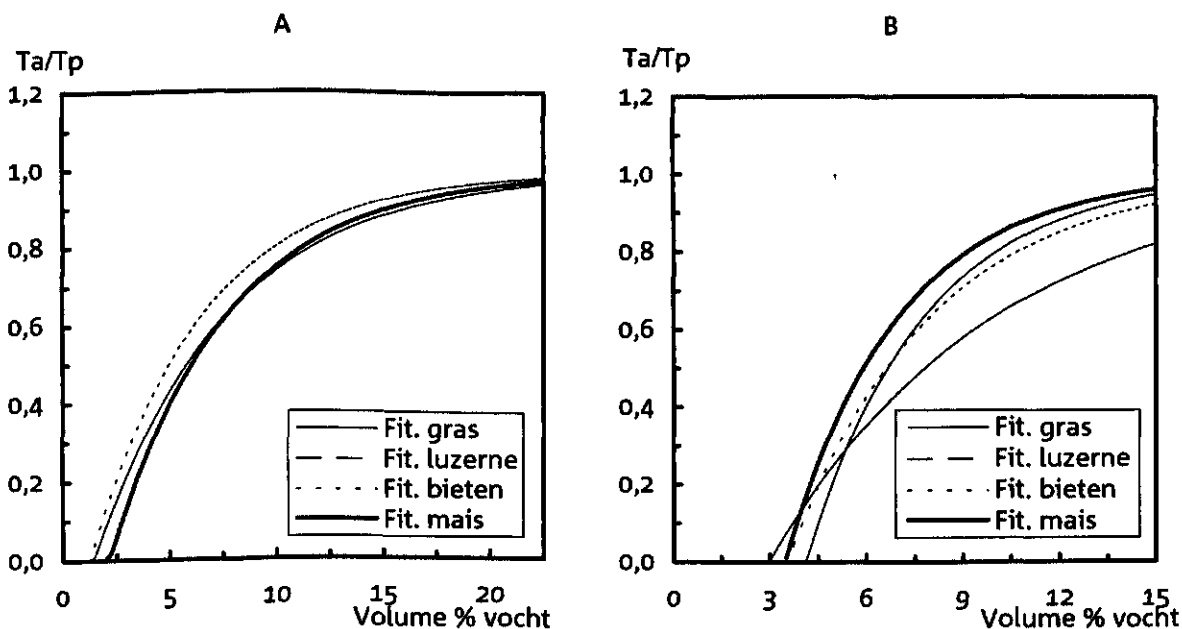 A
Ta/Tp
1,2
1,0
0,8
0,6
0,4
0,2
0,0
0
5
10
15
20
Volume % vocht
Fit. gras
Fit. luzerne
Fit. bieten
Fit. mais
B
Ta/Tp
1,2
1,0
0,8
0,6
0,4
0,2
0,0
0
3
6
9
12
15
Volume % vocht
Fit. gras
Fit. luzerne
Fit. bieten
Fit. mais